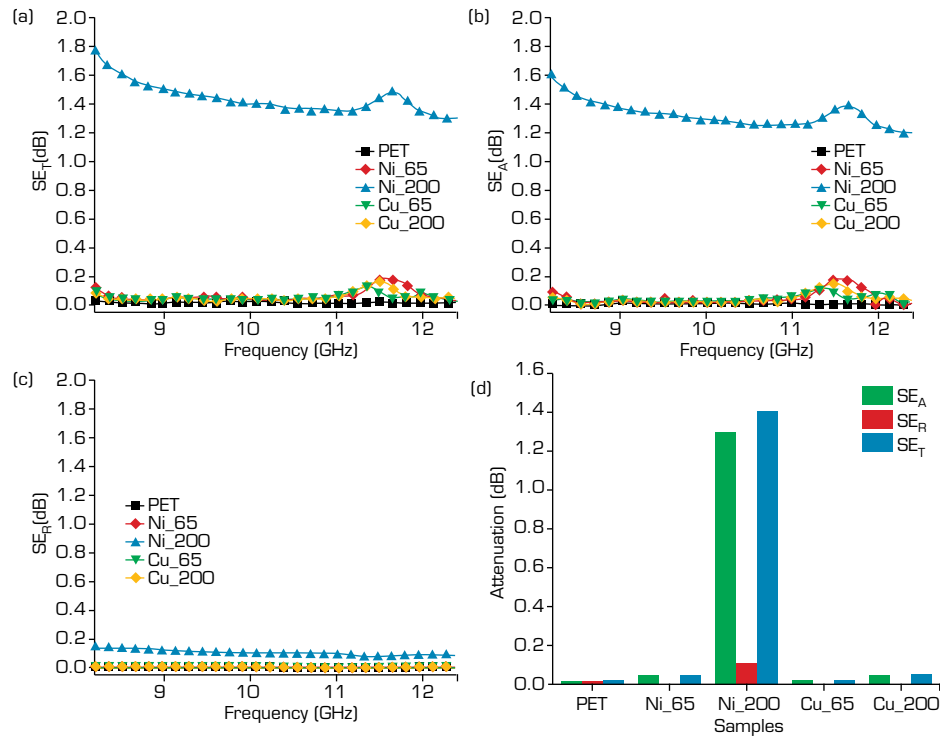 (a)
2.0
1.8
1.6
1.4
1.2
1.0
0.8
0.6
0.4
0.2
0.0
SE_T(dB)
PET
Ni_65
Ni_200
Cu_65
Cu_200
9
10
11
12
Frequency (GHz)
(b)
2.0
1.8
1.6
1.4
1.2
1.0
0.8
0.6
0.4
0.2
0.0
SE_A(dB)
PET
Ni_65
Ni_200
Cu_65
Cu_200
9
10
11
12
Frequency (GHz)
(c)
2.0
1.8
1.6
1.4
1.2
1.0
0.8
0.6
0.4
0.2
0.0
SE_R(dB)
PET
Ni_65
Ni_200
Cu_65
Cu_200
9
10
11
12
Frequency (GHz)
(d)
1.6
1.4
1.2
1.0
0.8
0.6
0.4
0.2
0.0
Attenuation (dB)
SE_A
SE_R
SE_T
PET
Ni_65
Ni_200
Cu_65
Cu_200
Samples